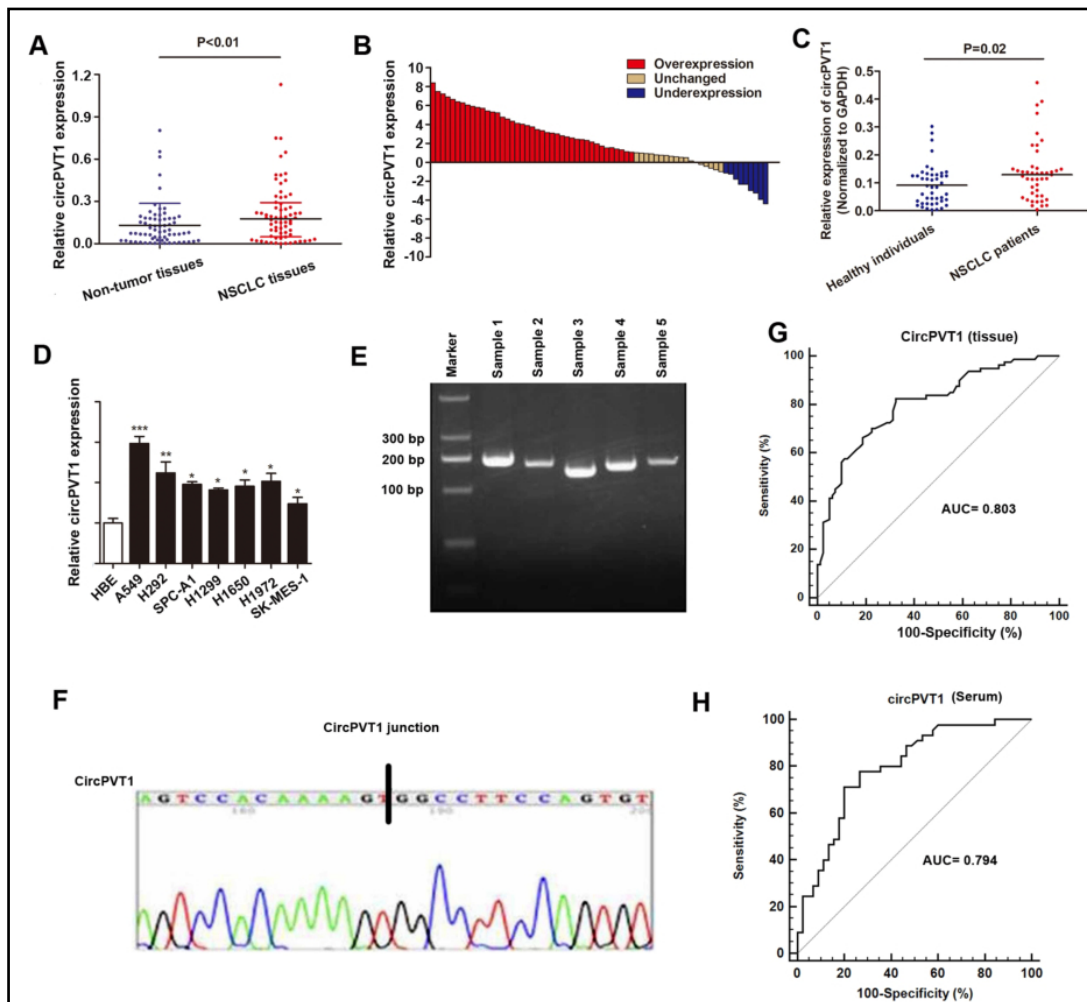 A
P<0.01
Relative circPVT1 expression
1.2
0.9
0.6
0.3
0.0
Non-tumor tissues
NSCLC tissues
B
Relative circPVT1 expression
10
8
6
4
2
0
-2
-4
-6
-8
-10
Overexpression
Unchanged
Underexpression
C
P=0.02
Relative expression of circPVT1
(Normalized to GAPDH)
0.5
0.4
0.3
0.2
0.1
0.0
Healthy individuals
NSCLC patients
D
Relative circPVT1 expression
***
**
*
*
*
*
*
HBE
A549
H292
SPC-A1
H1299
H1650
H1972
SK-MES-1
E
Marker
Sample 1
Sample 2
Sample 3
Sample 4
Sample 5
300 bp
200 bp
100 bp
G
CircPVT1 (tissue)
Sensitivity (%)
100
80
60
40
20
0
AUC= 0.803
0 20 40 60 80 100
100-Specificity (%)
F
CircPVT1 junction
CircPVT1
AGTCCACAAAAGTGGCCTTCCAGTGT
180 190
H
circPVT1 (Serum)
Sensitivity (%)
100
80
60
40
20
0
AUC= 0.794
0 20 40 60 80 100
100-Specificity (%)